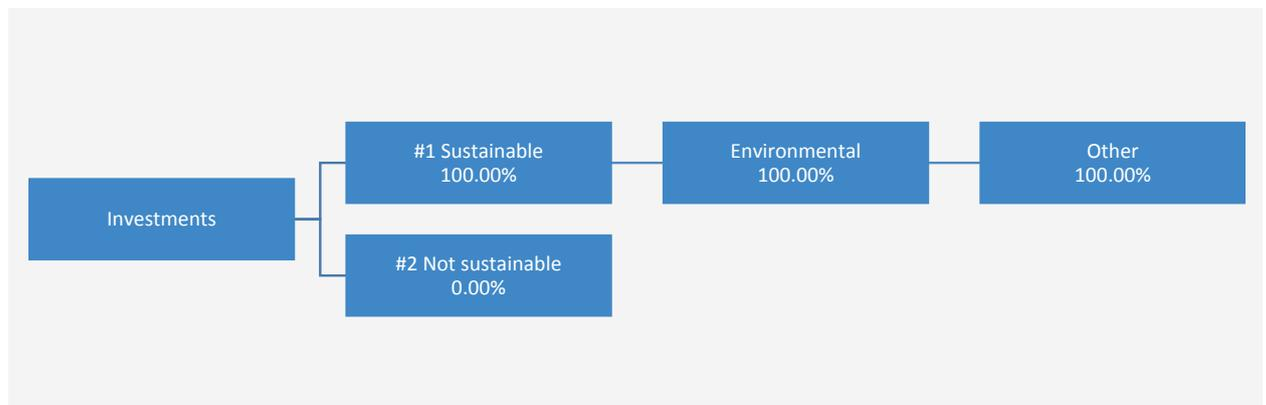 Investments
#1 Sustainable
100.00%
Environmental
100.00%
Other
100.00%
#2 Not sustainable
0.00%